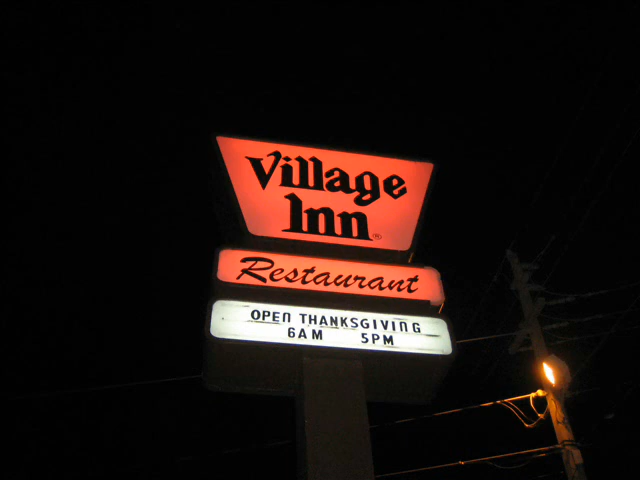 Village
Inn®
Restaurant
OPEN THANKSGIVING
6AM 5PM